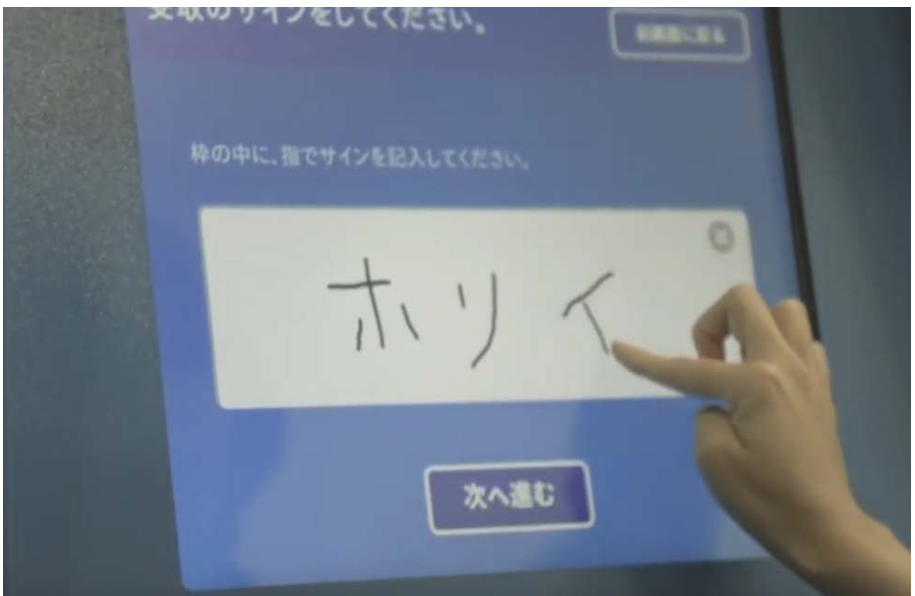 受取のサインをしてください。
前画面に戻る
枠の中に、指でサインを記入してください。
ホリイ
次へ進む